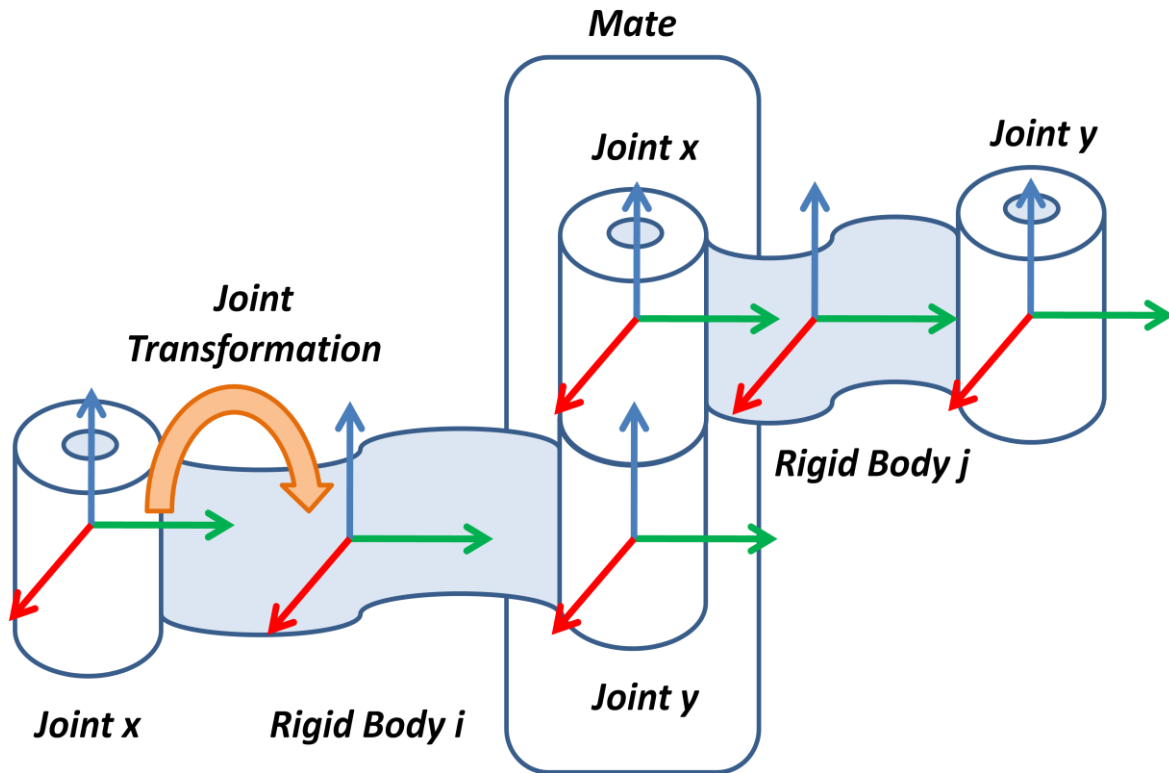 Mate
Joint x
Joint y
Joint
Transformation
Rigid Body j
Joint x
Rigid Body i
Joint y